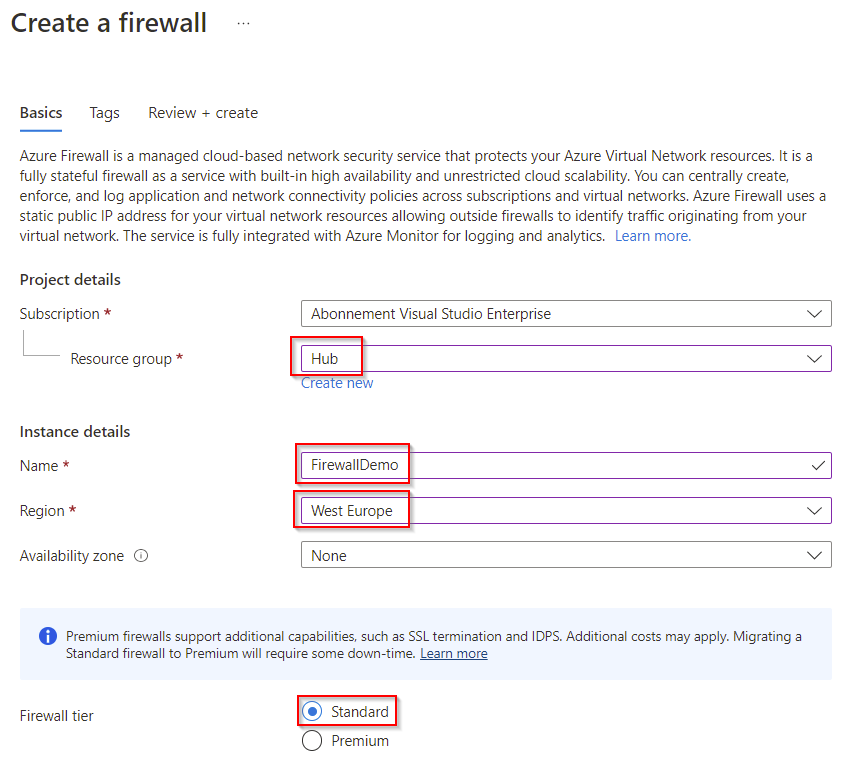 Create a firewall ...
Basics Tags Review + create
Azure Firewall is a managed cloud-based network security service that protects your Azure Virtual Network resources. It is a
fully stateful firewall as a service with built-in high availability and unrestricted cloud scalability. You can centrally create,
enforce, and log application and network connectivity policies across subscriptions and virtual networks. Azure Firewall uses a
static public IP address for your virtual network resources allowing outside firewalls to identify traffic originating from your
virtual network. The service is fully integrated with Azure Monitor for logging and analytics. Learn more.
Project details
Subscription * Abonnement Visual Studio Enterprise
Resource group * Hub
Create new
Instance details
Name * FirewallDemo
Region * West Europe
Availability zone None
Premium firewalls support additional capabilities, such as SSL termination and IDPS. Additional costs may apply. Migrating a
Standard firewall to Premium will require some down-time. Learn more
Firewall tier Standard
Premium